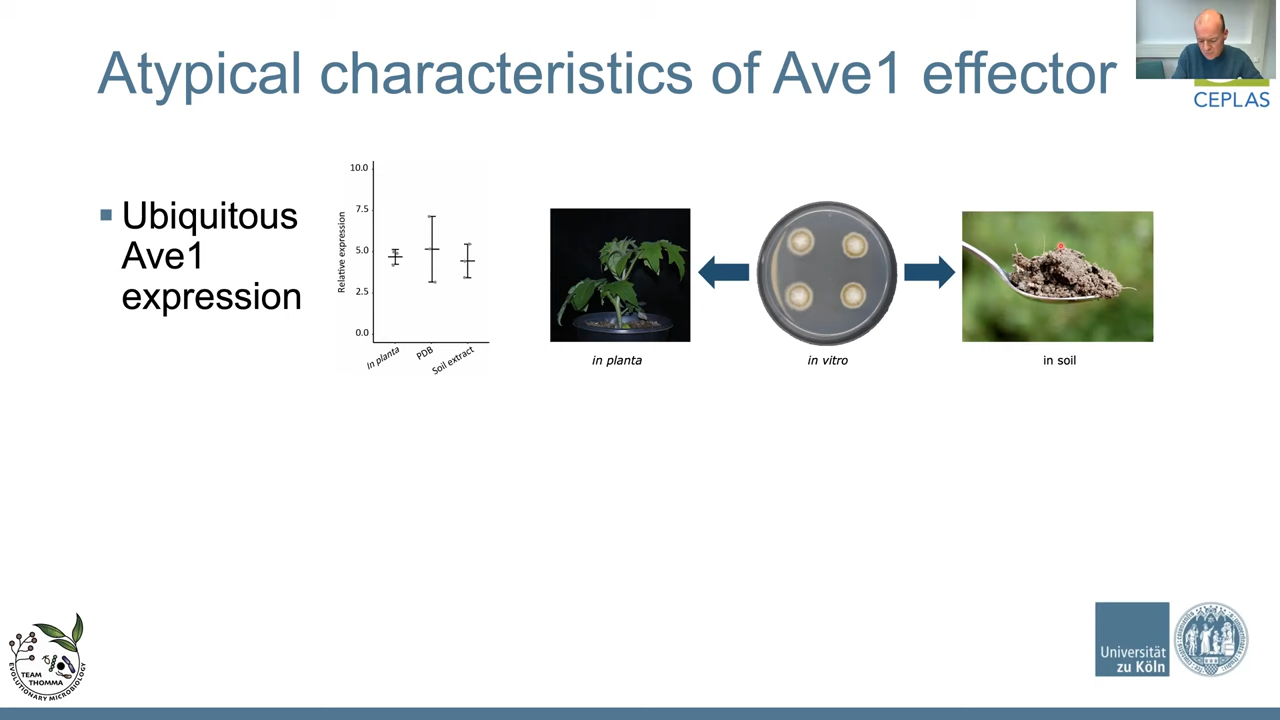 Atypical characteristics of Ave1 effector
CEPLAS
Ubiquitous
Ave1
expression
Relative expression
10.0
7.5
5.0
2.5
0.0
In planta
PDB
Soil extract
in planta
in vitro
in soil
TEAM
THOMMA
EVOLUTIONARY MICROBIOLOGY
Universität
zu Köln